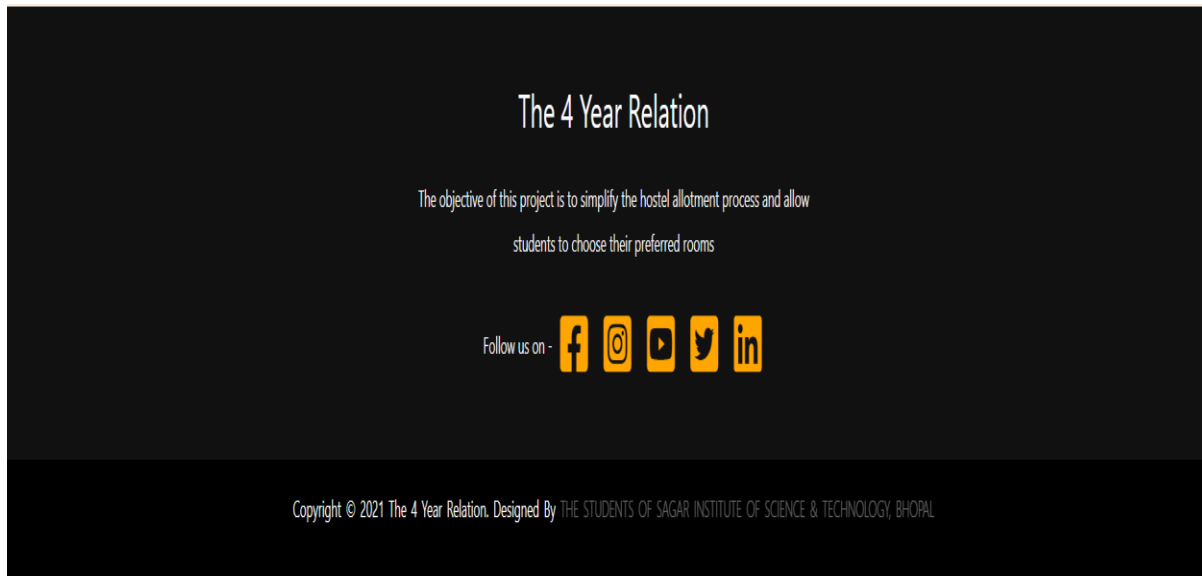 The 4 Year Relation
The objective of this project is to simplify the hostel allotment process and allow
students to choose their preferred rooms
Follow us on -
Copyright © 2021 The 4 Year Relation. Designed By THE STUDENTS OF SAGAR INSTITUTE OF SCIENCE & TECHNOLOGY, BHOPAL